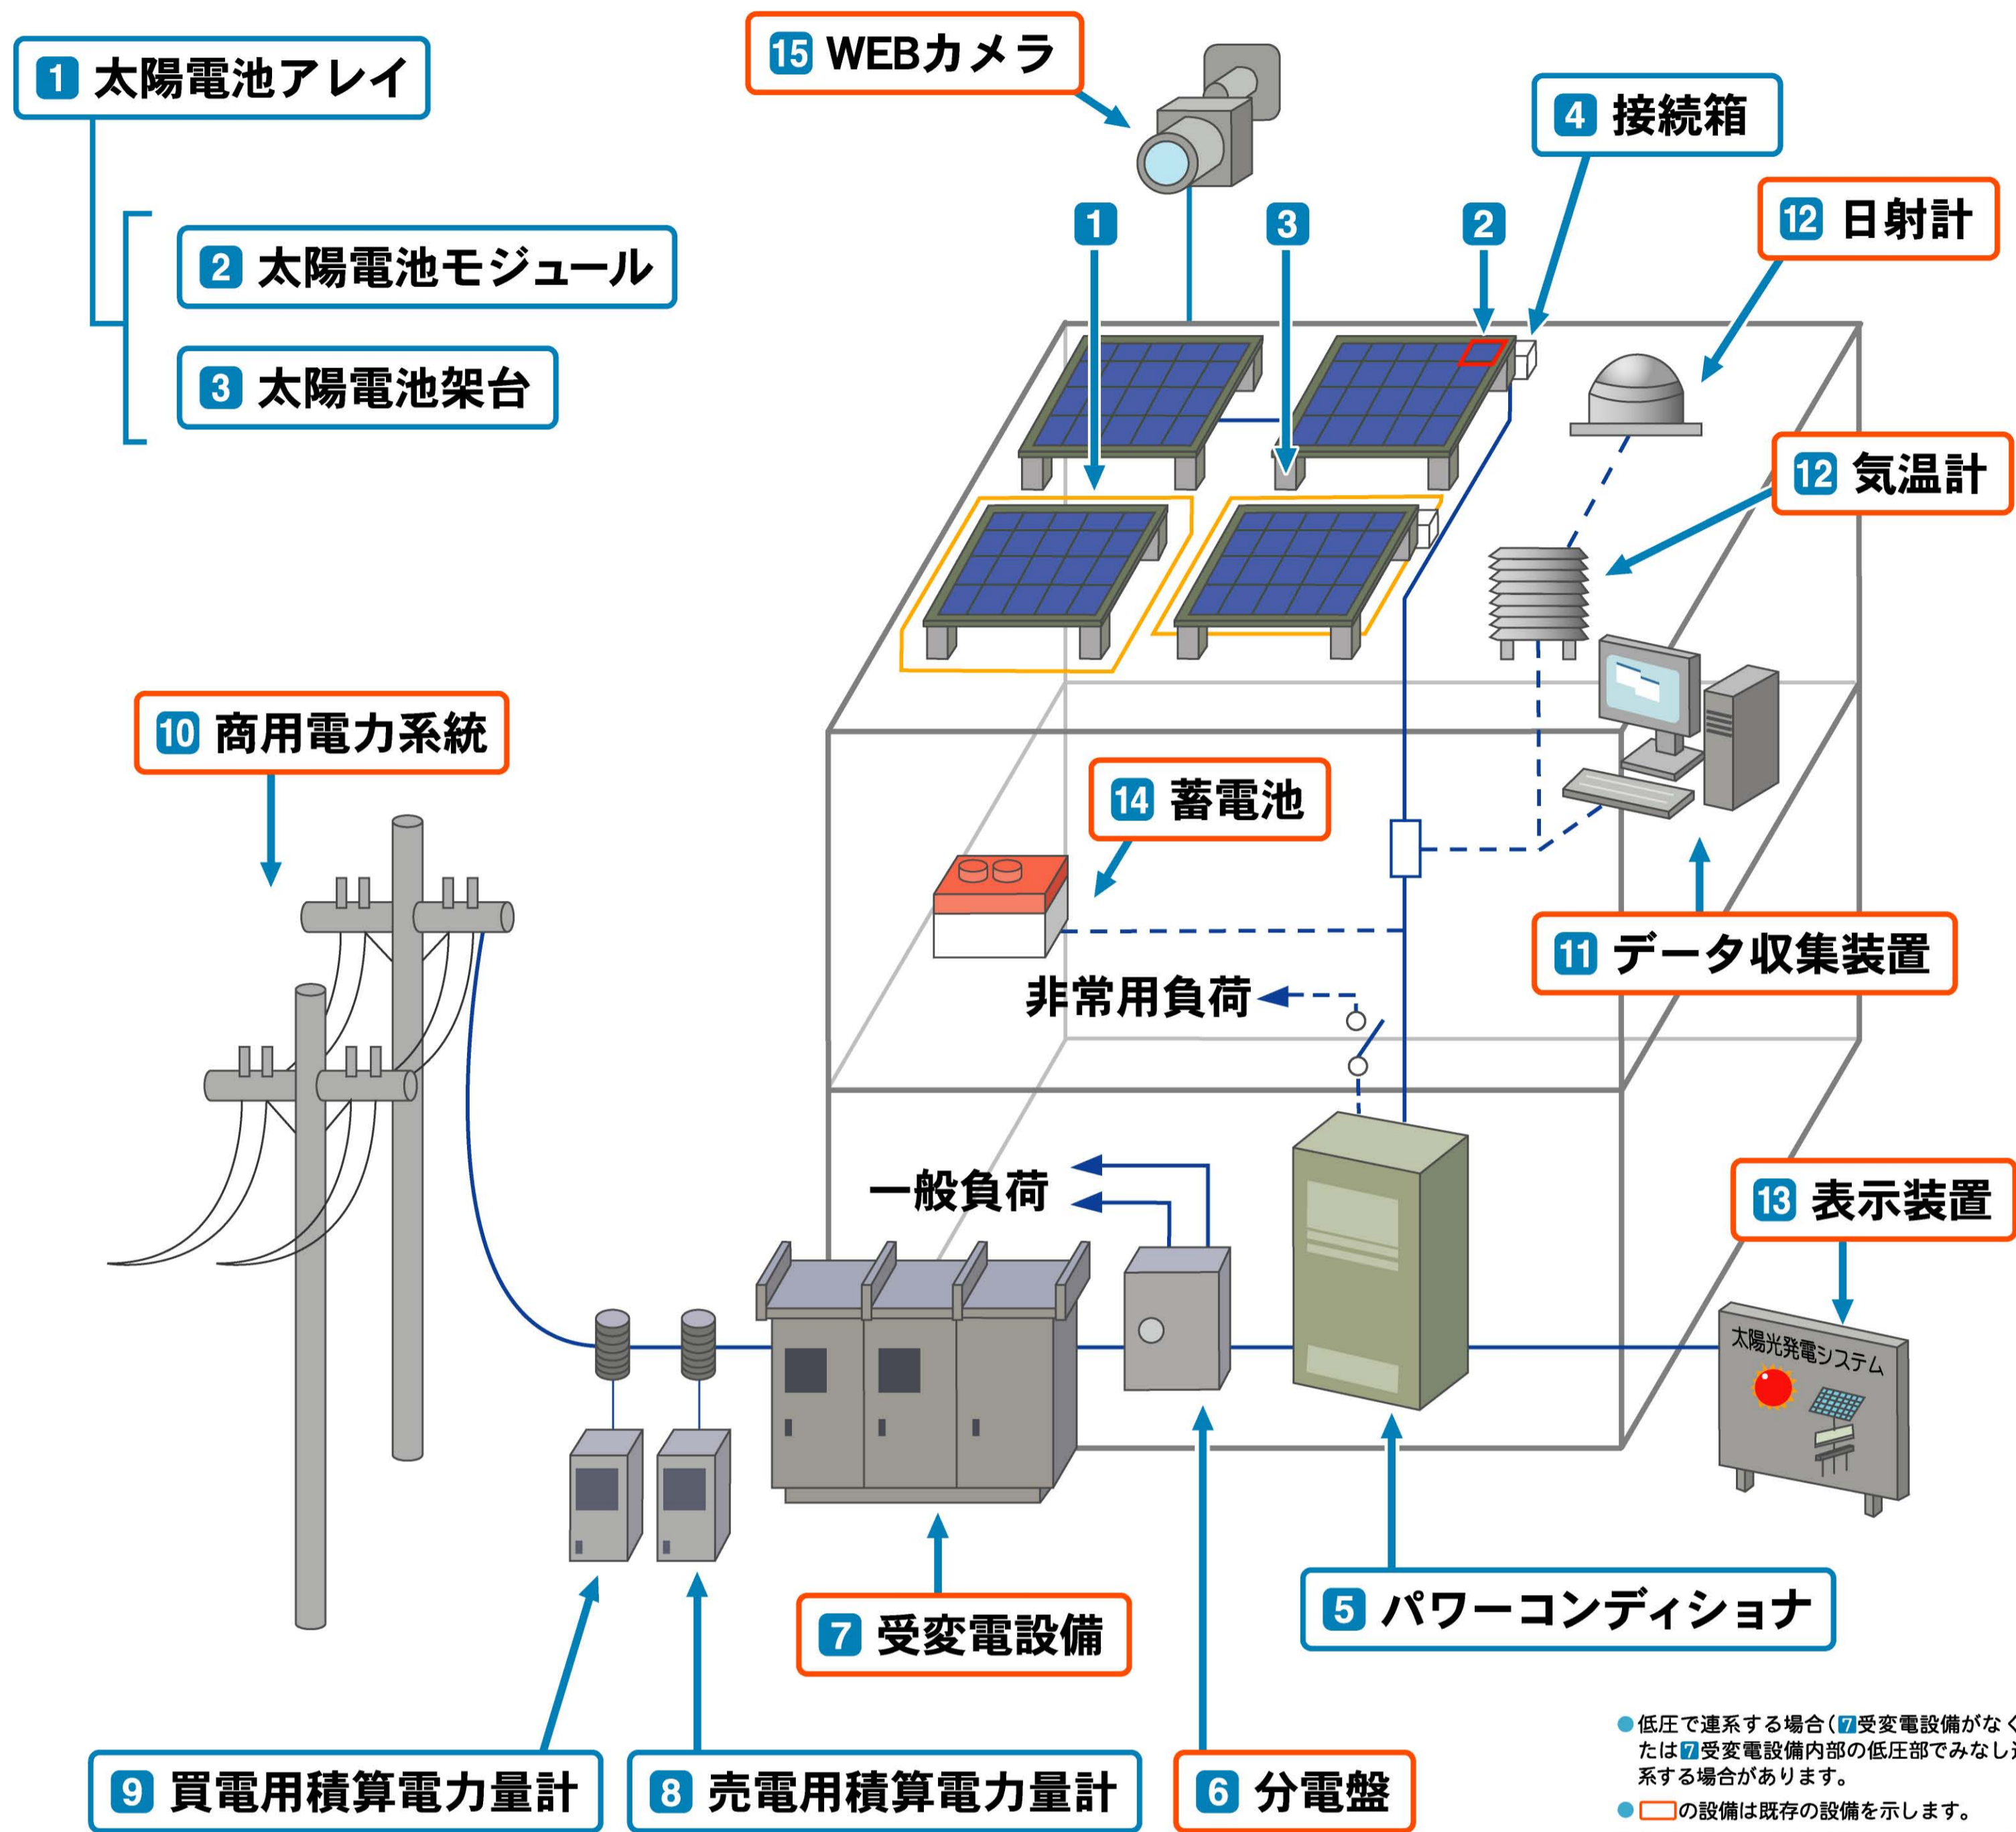 1 太陽電池アレイ
2 太陽電池モジュール
3 太陽電池架台
15 WEBカメラ
4 接続箱
12 日射計
1
3
2
12 気温計
10 商用電力系統
14 蓄電池
11 データ収集装置
非常用負荷
一般負荷
13 表示装置
太陽光発電システム
5 パワーコンディショナ
7 受変電設備
9 買電用積算電力量計
8 売電用積算電力量計
6 分電盤
●低圧で連系する場合(7受変電設備がなく
たは7受変電設備内部の低圧部でみなし
系する場合があります。
●の設備は既存の設備を示します。